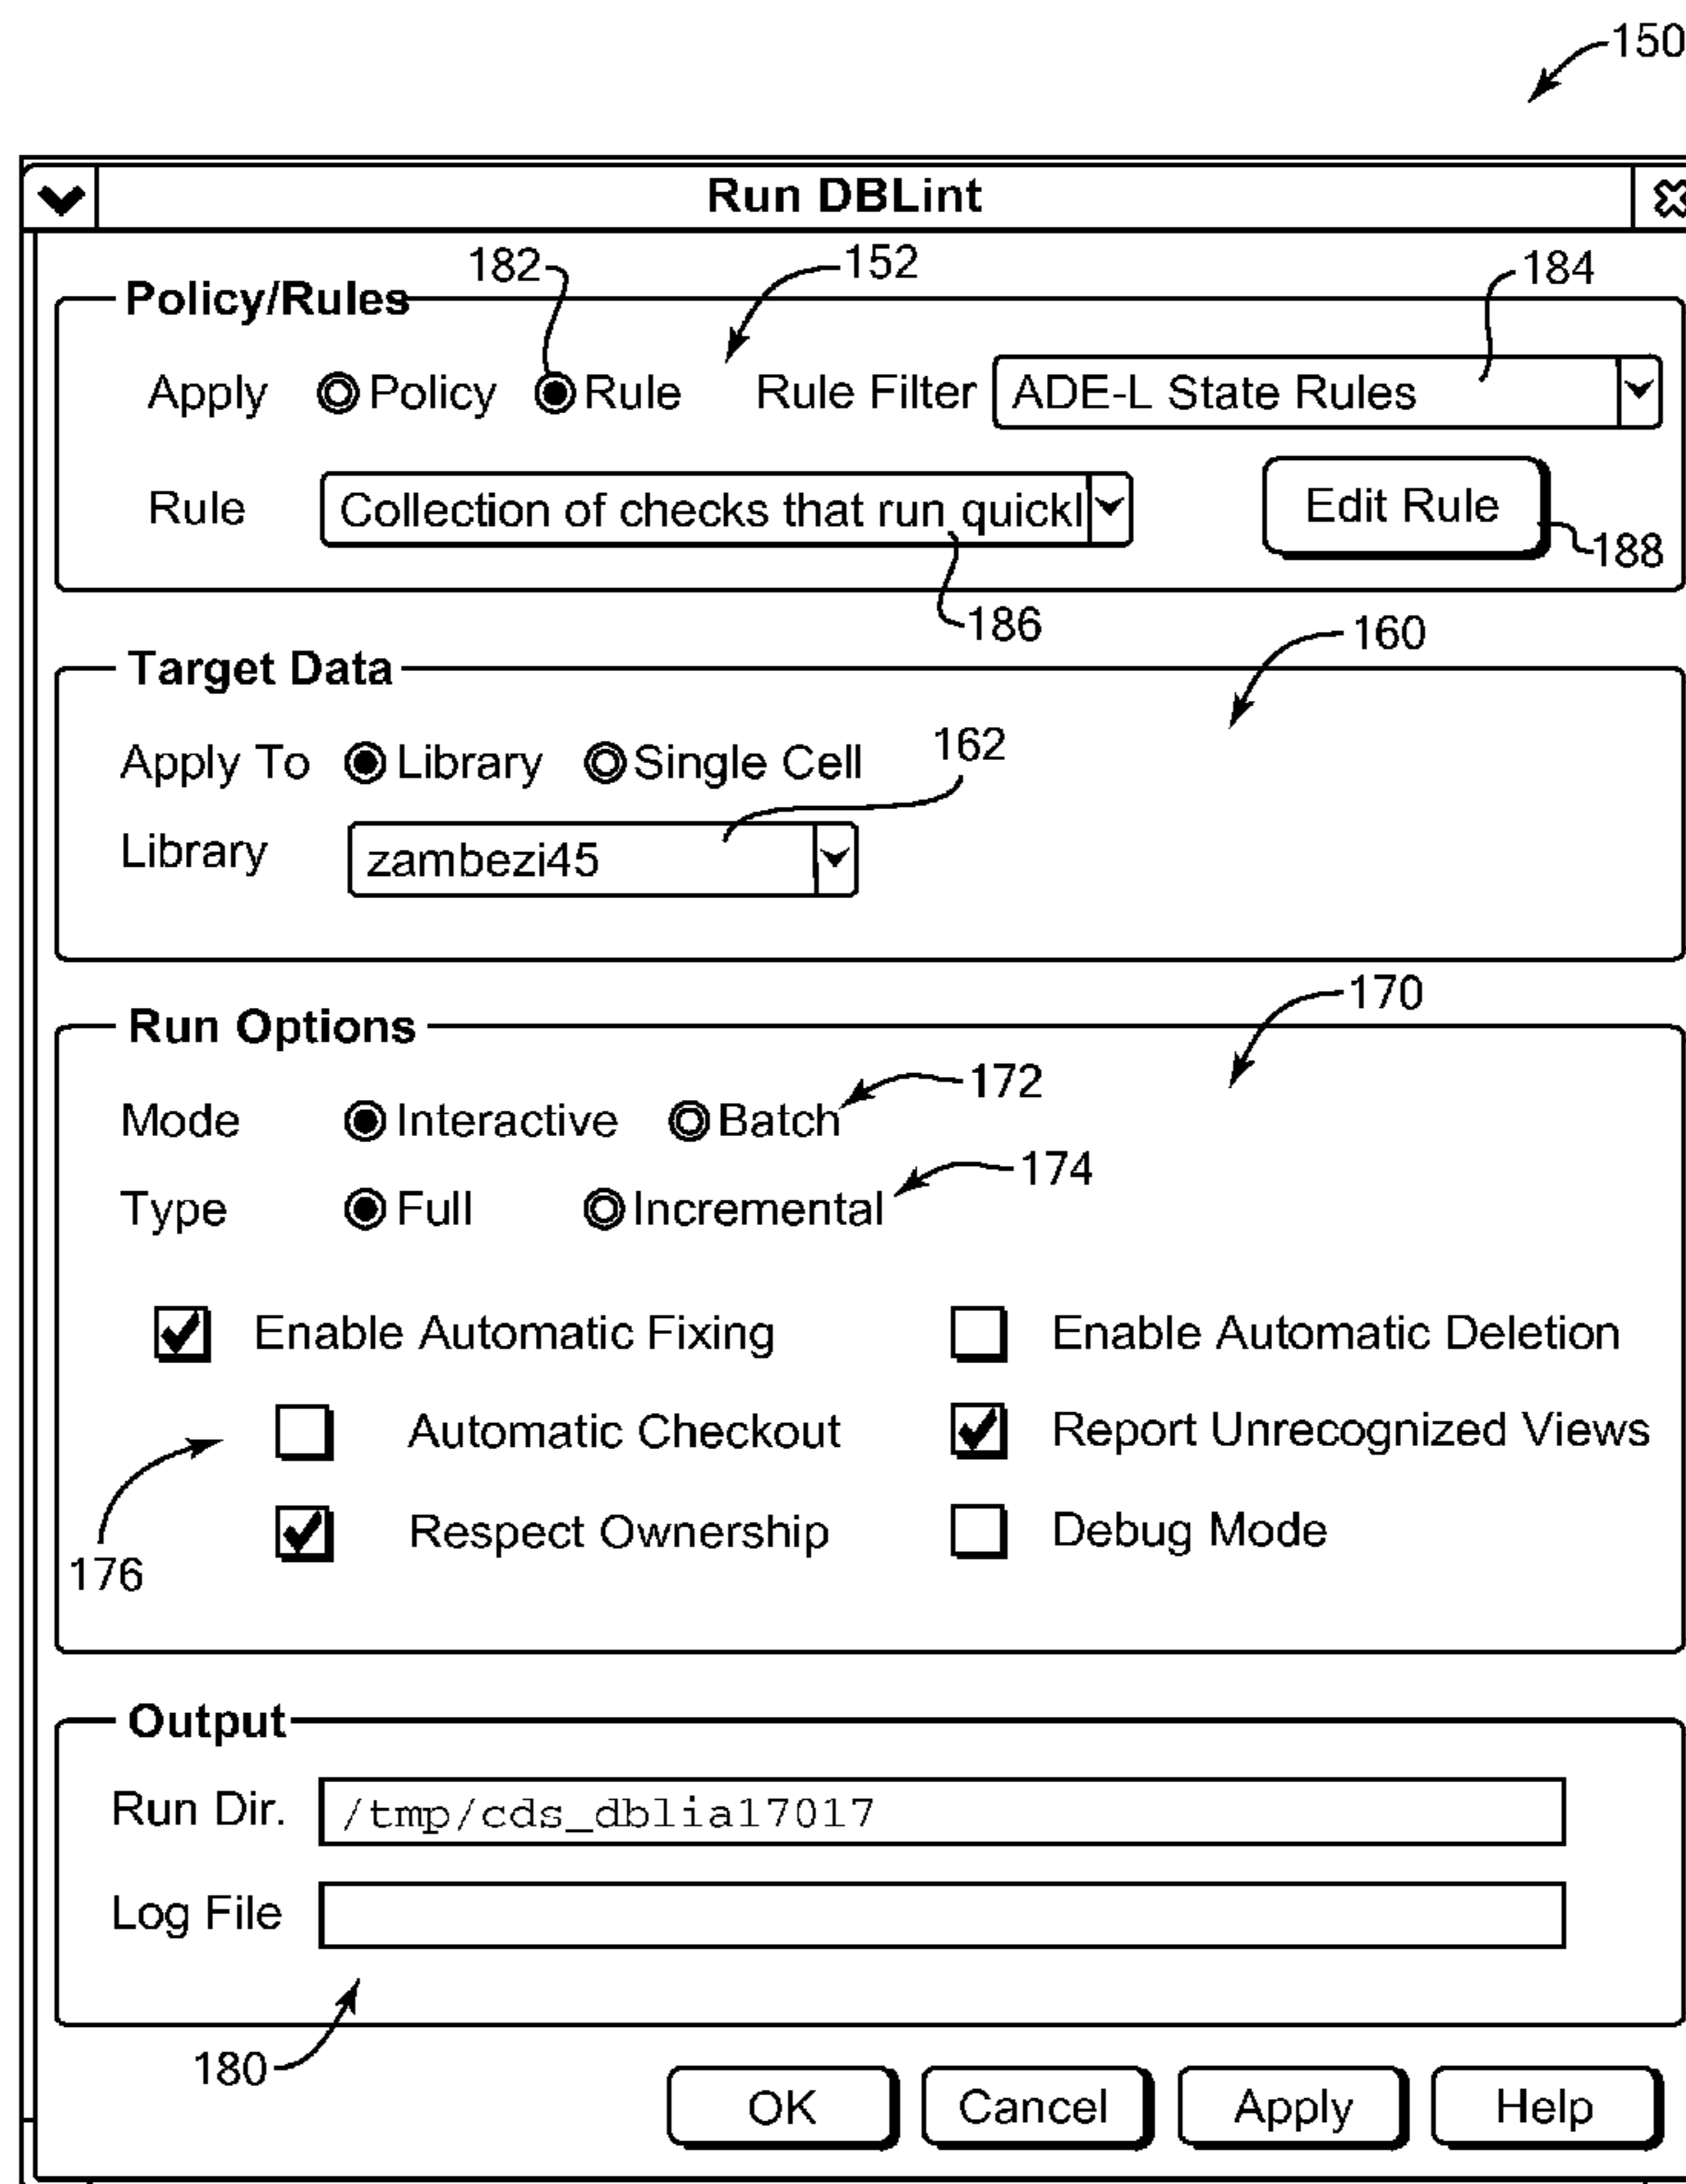 150
Run DBLint
182 152 184
Policy/Rules
Apply Policy Rule Rule Filter ADE-L State Rules
Rule Collection of checks that run quickl Edit Rule
188
186 160
Target Data
Apply To Library Single Cell 162
Library zambezi45
170
Run Options
172
Mode Interactive Batch
174
Type Full Incremental
Enable Automatic Fixing Enable Automatic Deletion
Automatic Checkout Report Unrecognized Views
Respect Ownership Debug Mode
176
Output
Run Dir. /tmp/cds_dblia17017
Log File
180
OK Cancel Apply Help